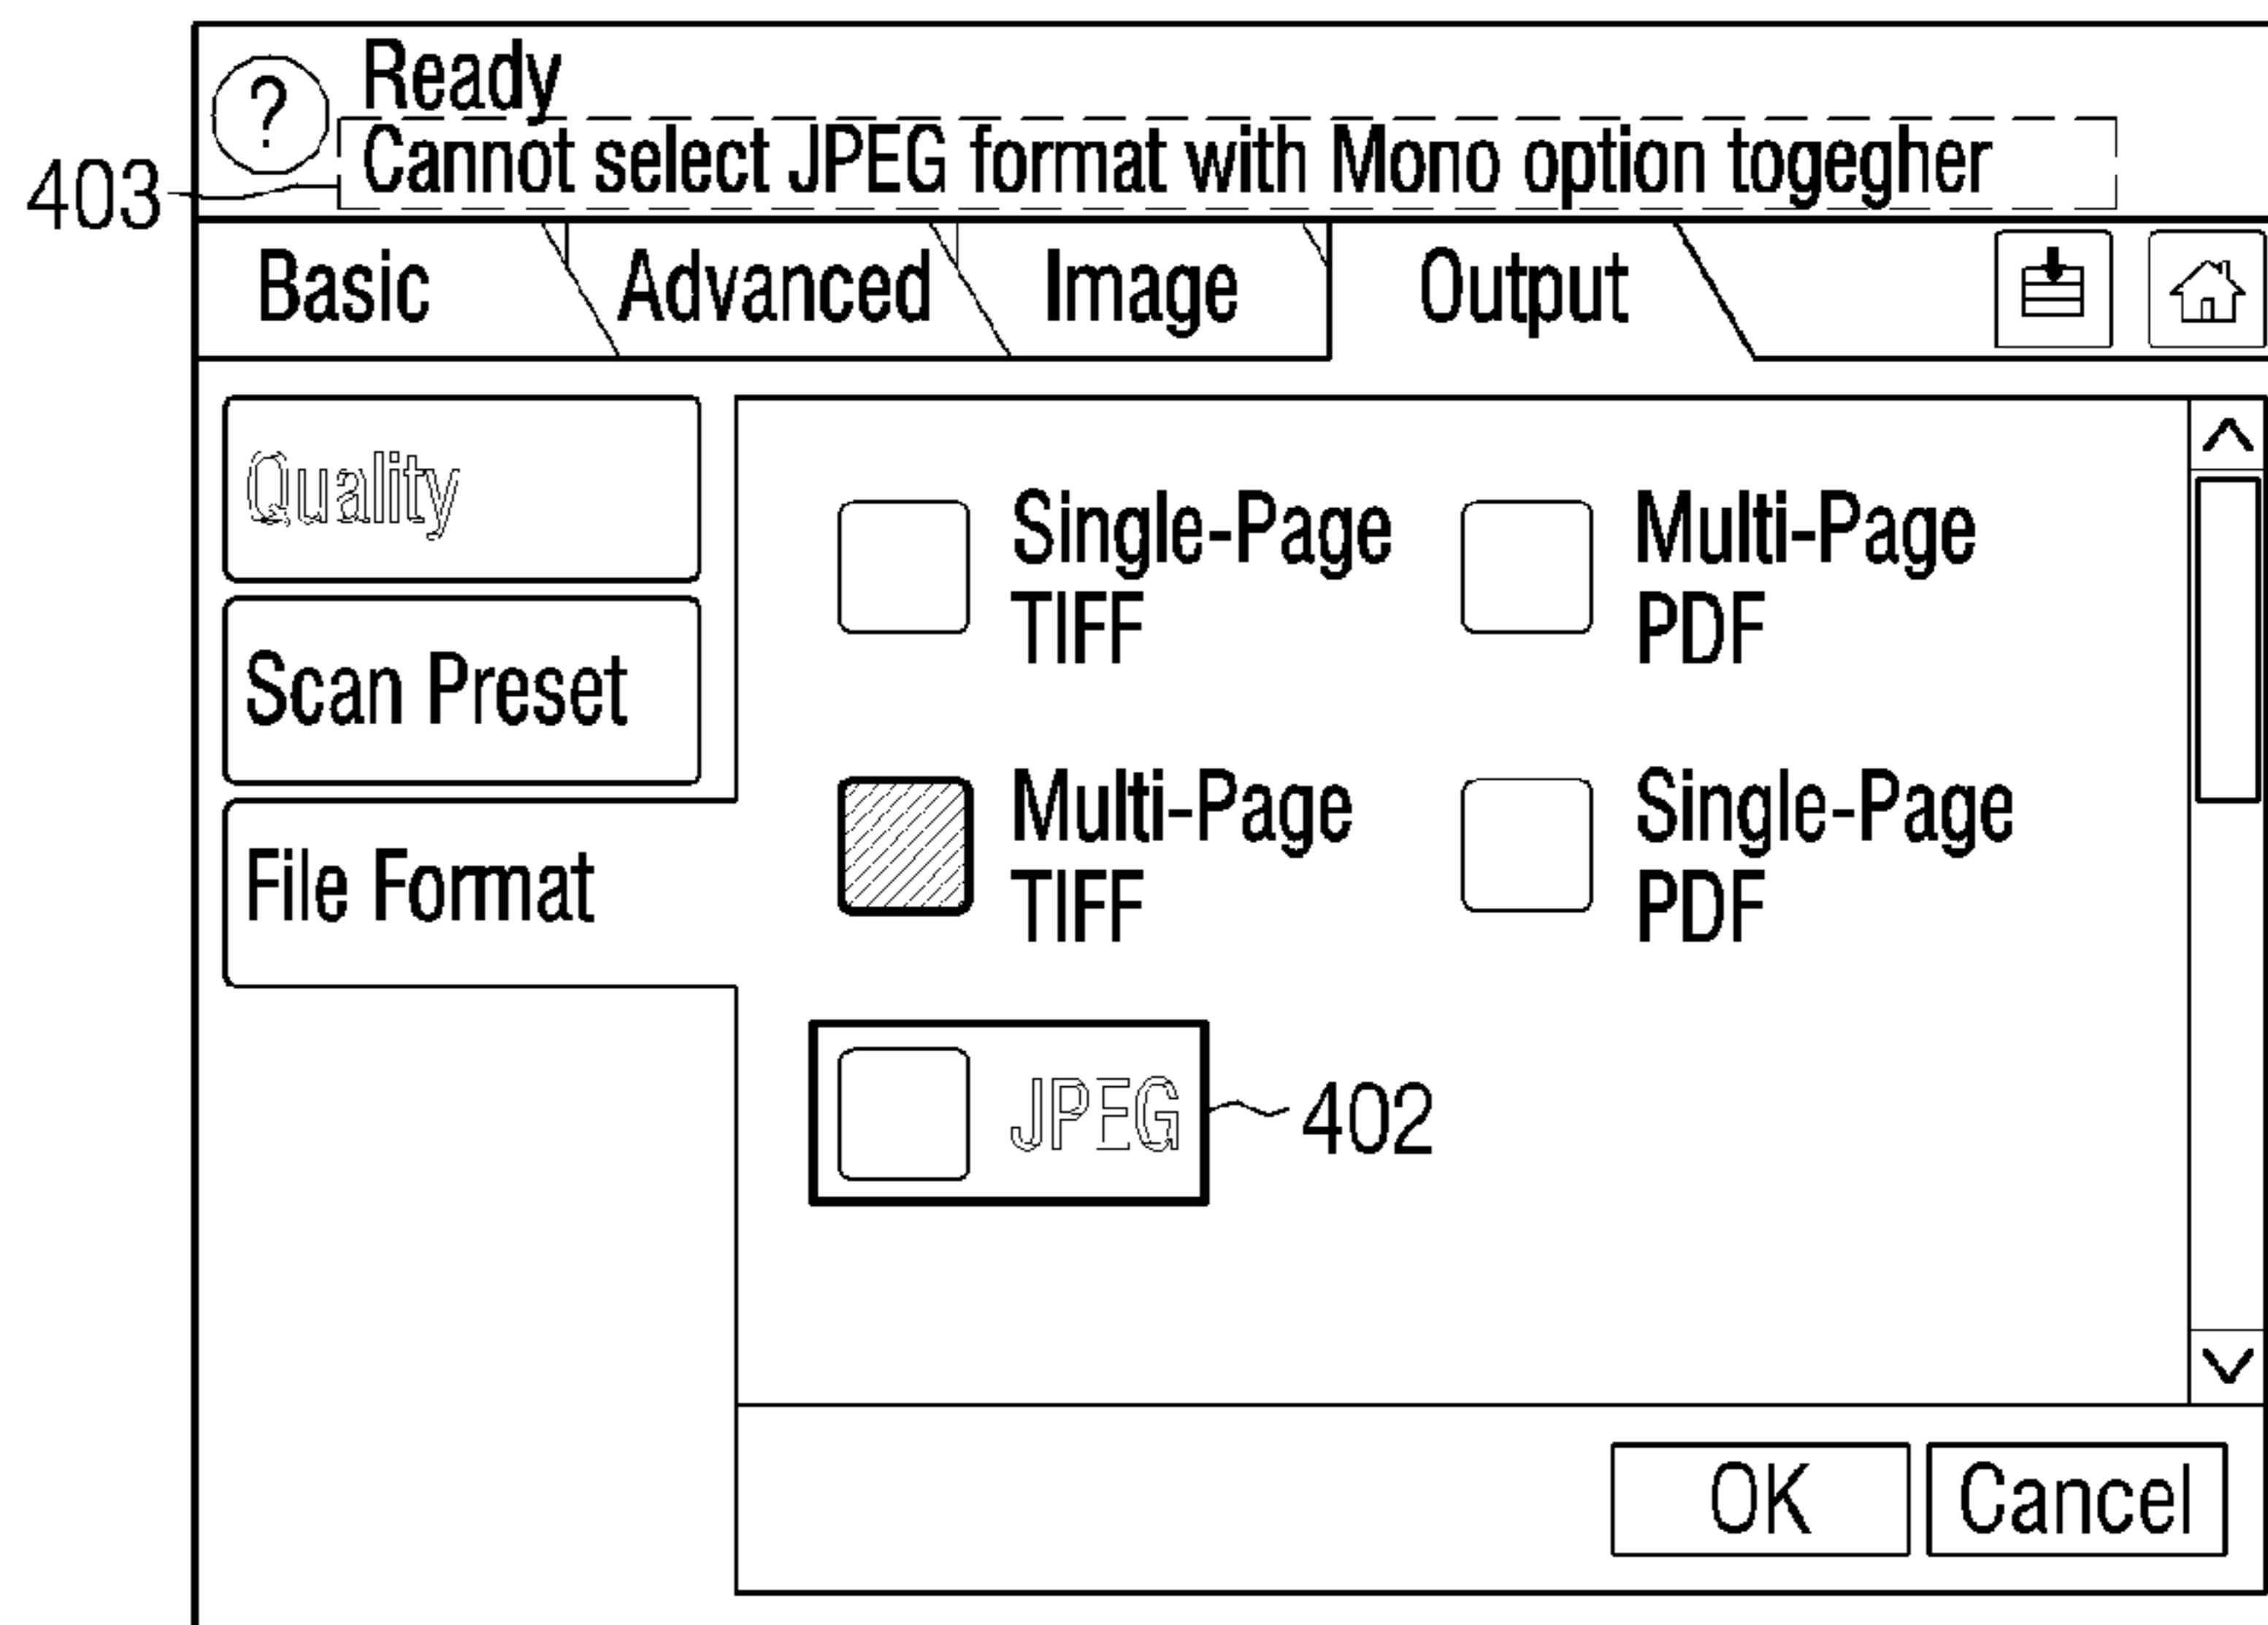 ?
Ready
Cannot select JPEG format with Mono option togegher
403
Basic
Advanced
Image
Output
Quality
Scan Preset
File Format
Single-Page
TIFF
Multi-Page
PDF
Multi-Page
TIFF
Single-Page
PDF
JPEG
402
OK
Cancel